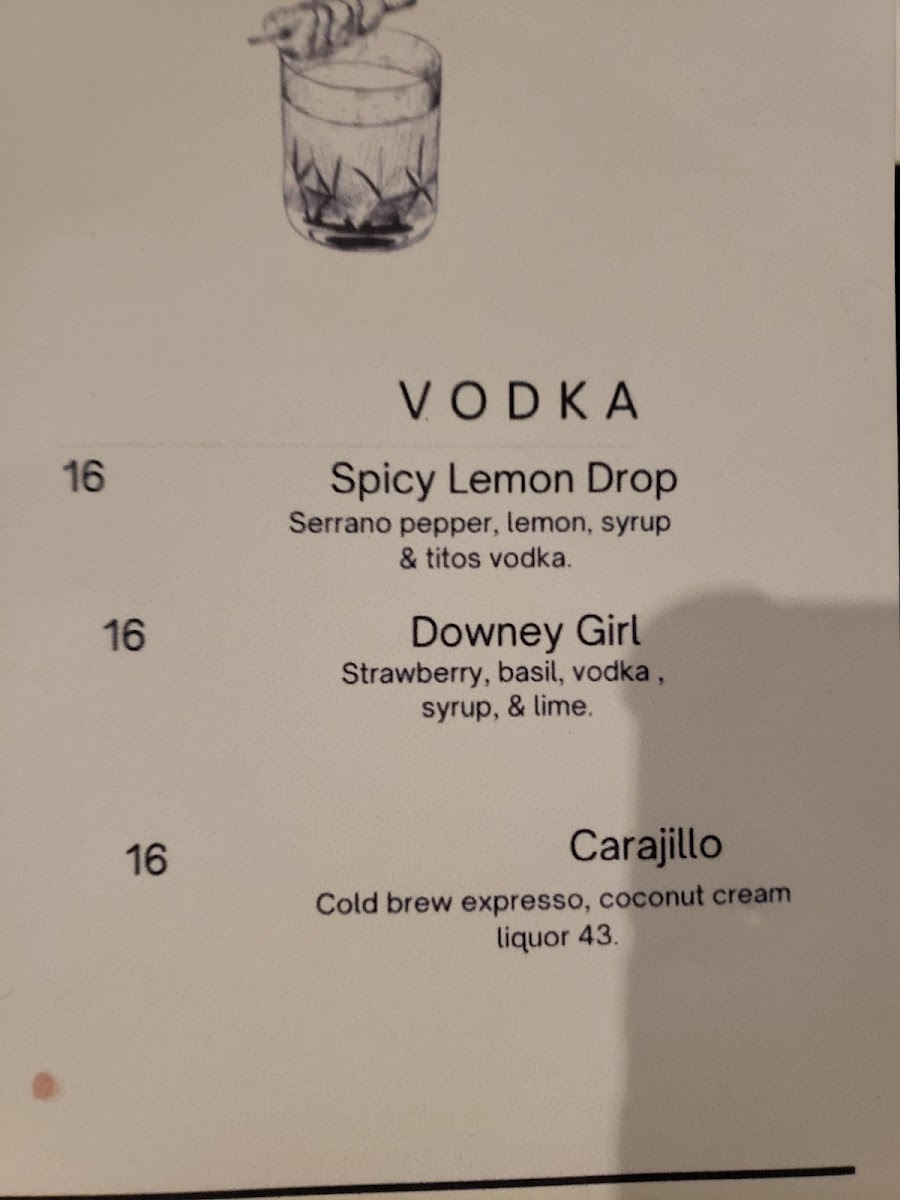 VODKA
16 Spicy Lemon Drop
Serrano pepper, lemon, syrup
& titos vodka.
16 Downey Girl
Strawberry, basil, vodka ,
syrup, & lime.
16 Carajillo
Cold brew expresso, coconut cream
liquor 43.